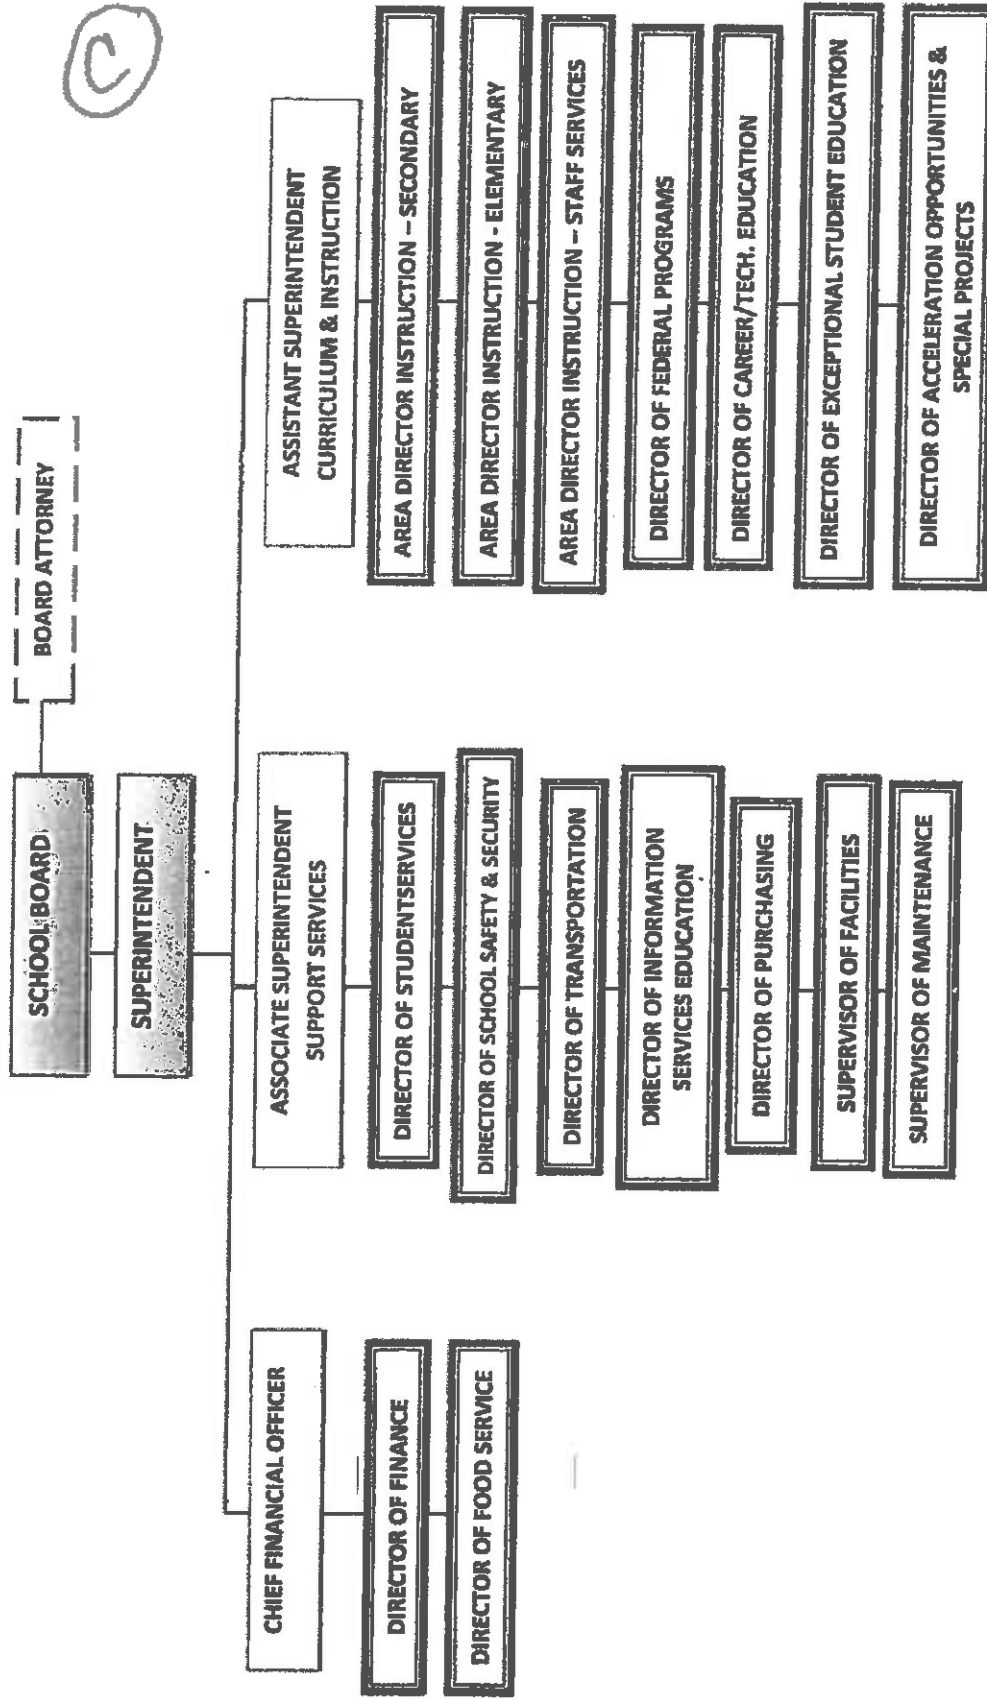 C
SCHOOL BOARD
BOARD ATTORNEY
SUPERINTENDENT
CHIEF FINANCIAL OFFICER
DIRECTOR OF FINANCE
DIRECTOR OF FOOD SERVICE
ASSOCIATE SUPERINTENDENT
SUPPORT SERVICES
DIRECTOR OF STUDENTSERVICES
DIRECTOR OF SCHOOL SAFETY & SECURITY
DIRECTOR OF TRANSPORTATION
DIRECTOR OF INFORMATION
SERVICES EDUCATION
DIRECTOR OF PURCHASING
SUPERVISOR OF FACILITIES
SUPERVISOR OF MAINTENANCE
ASSISTANT SUPERINTENDENT
CURRICULUM & INSTRUCTION
AREA DIRECTOR INSTRUCTION – SECONDARY
AREA DIRECTOR INSTRUCTION - ELEMENTARY
AREA DIRECTOR INSTRUCTION – STAFF SERVICES
DIRECTOR OF FEDERAL PROGRAMS
DIRECTOR OF CAREER/TECH. EDUCATION
DIRECTOR OF EXCEPTIONAL STUDENT EDUCATION
DIRECTOR OF ACCELERATION OPPORTUNITIES &
SPECIAL PROJECTS